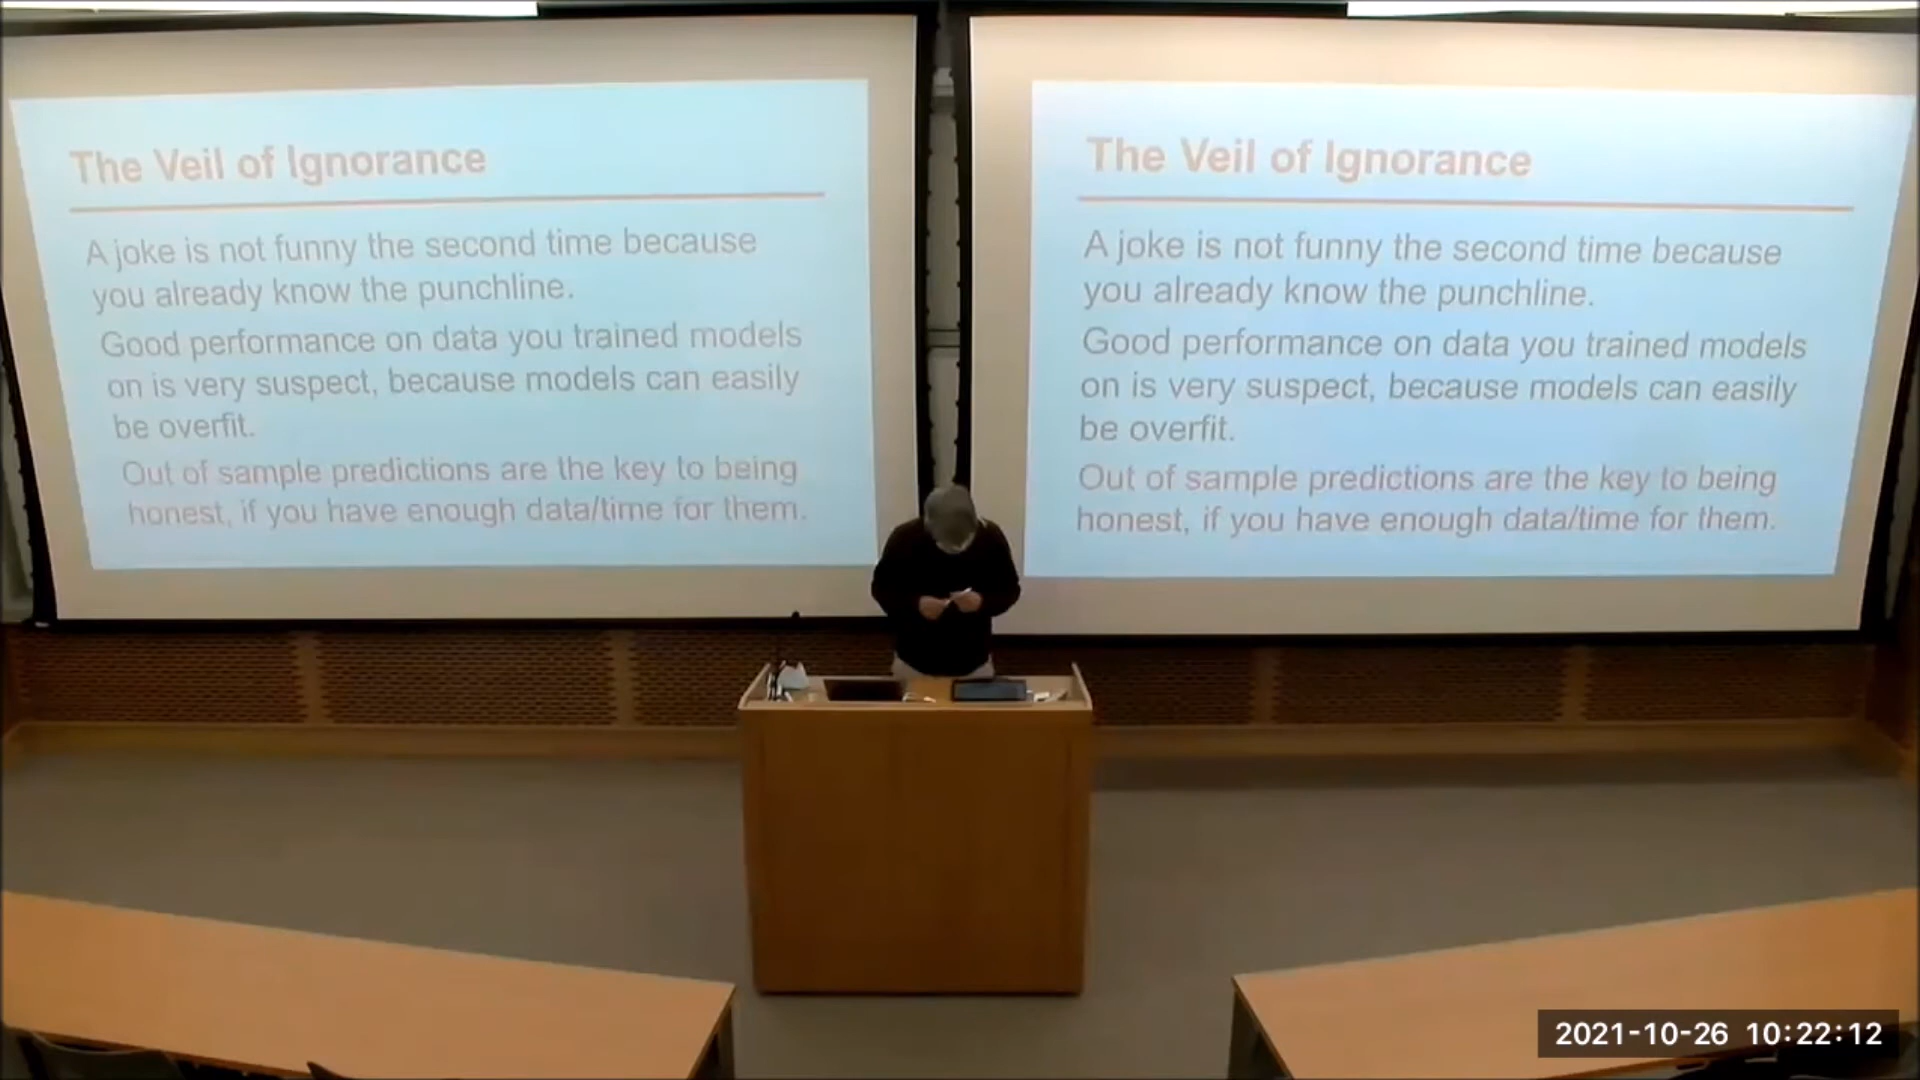 The Veil of Ignorance
A joke is not funny the second time because
you already know the punchline.
Good performance on data you trained models
on is very suspect, because models can easily
be overfit.
Out of sample predictions are the key to being
honest, if you have enough data/time for them.
The Veil of Ignorance
A joke is not funny the second time because
you already know the punchline.
Good performance on data you trained models
on is very suspect, because models can easily
be overfit.
Out of sample predictions are the key to being
honest, if you have enough data/time for them.
2021-10-26 10:22:12